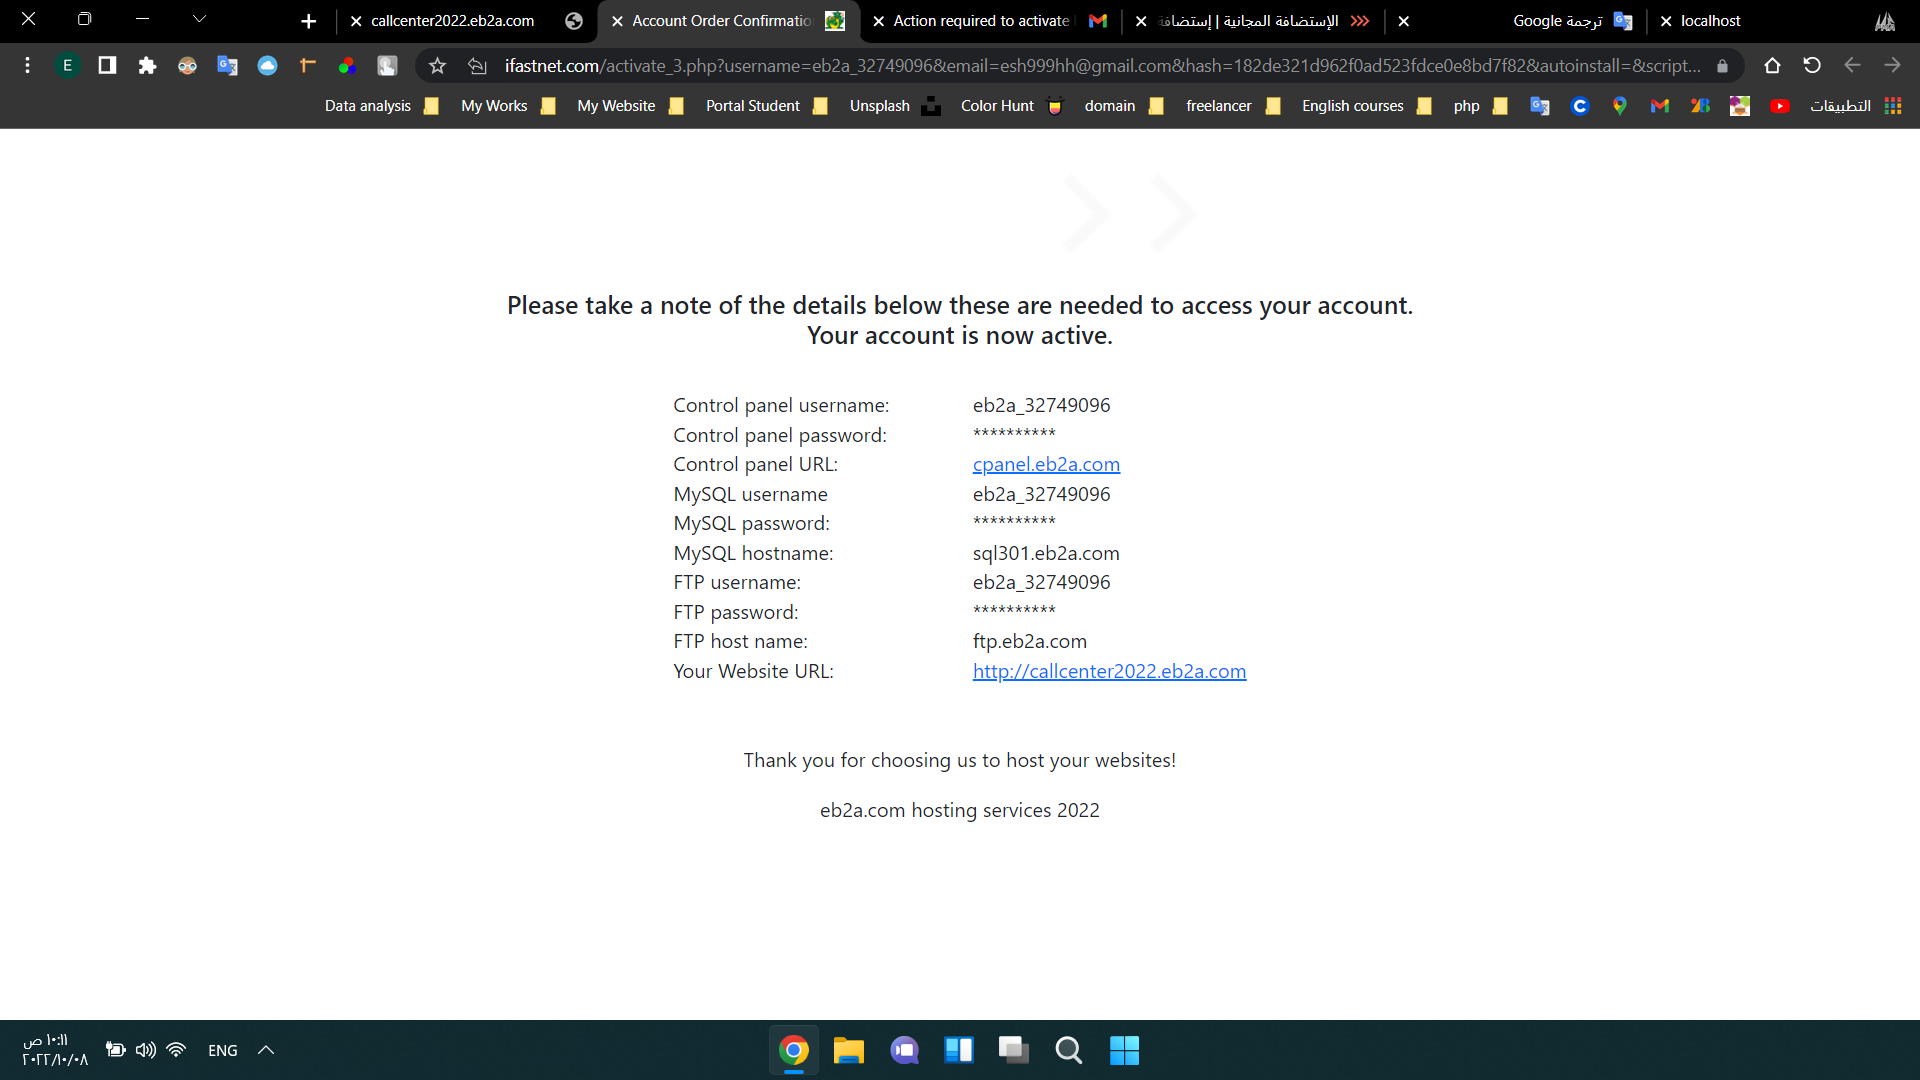 callcenter2022.eb2a.com
Account Order Confirmatio
Action required to activate
الإستضافة المجانية | إستضافة
ترجمة Google
localhost
E
ifastnet.com/activate_3.php?username=eb2a_32749096&email=esh999hh@gmail.com&hash=182de321d962f0ad523fdce0e8bd7f82&autoinstall=&script...
Data analysis
My Works
My Website
Portal Student
Unsplash
Color Hunt
domain
freelancer
English courses
php
التطبيقات
Please take a note of the details below these are needed to access your account.
Your account is now active.
Control panel username: eb2a_32749096
Control panel password: **********
Control panel URL: cpanel.eb2a.com
MySQL username eb2a_32749096
MySQL password: **********
MySQL hostname: sql301.eb2a.com
FTP username: eb2a_32749096
FTP password: **********
FTP host name: ftp.eb2a.com
Your Website URL: http://callcenter2022.eb2a.com
Thank you for choosing us to host your websites!
eb2a.com hosting services 2022
١٠:١١ ص
٢٠٢٢/١٠/٠٨
ENG